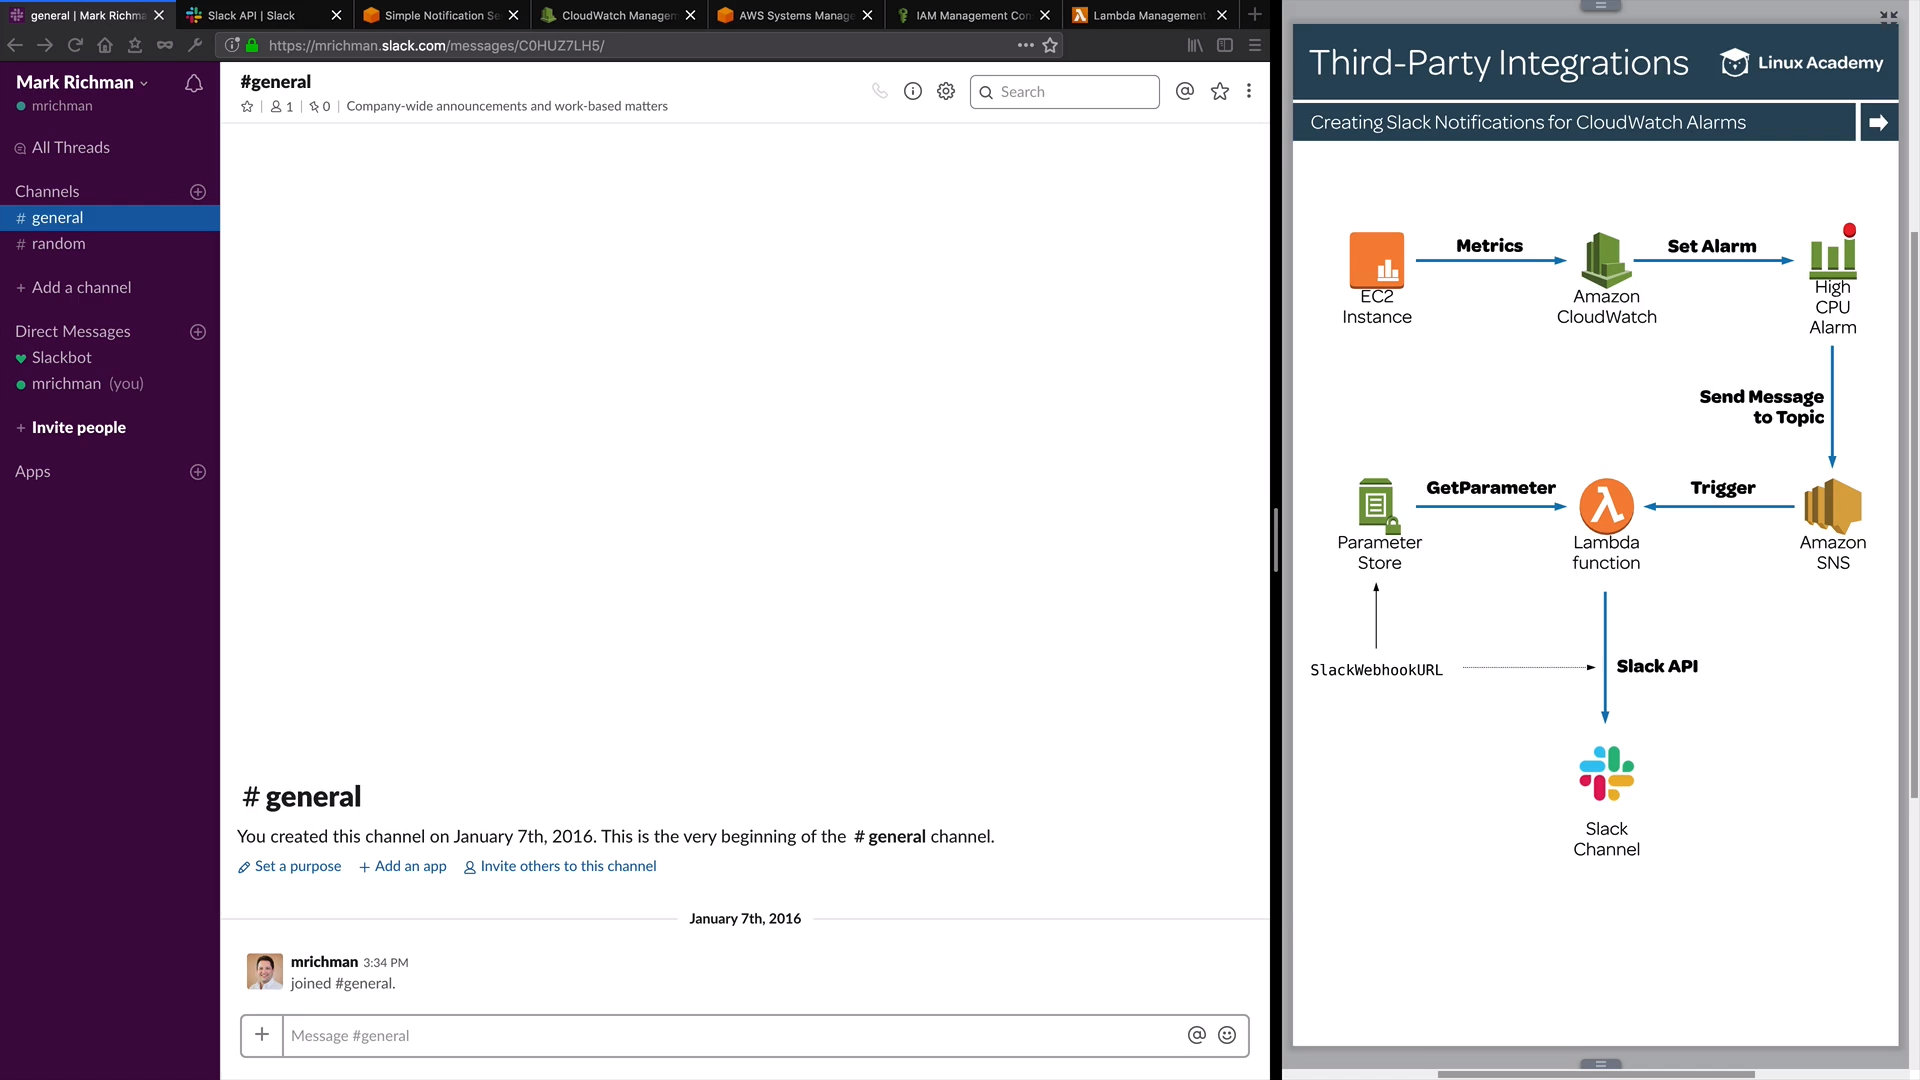 general | Mark Richma
Slack API | Slack
Simple Notification Se
CloudWatch Managem
AWS Systems Manage
IAM Management Con
Lambda Management
https://mrichman.slack.com/messages/C0HUZ7LH5/
Mark Richman
mrichman
All Threads
Channels
# general
# random
+ Add a channel
Direct Messages
Slackbot
mrichman (you)
+ Invite people
Apps
#general
1 | 0 | Company-wide announcements and work-based matters
Search
# general
You created this channel on January 7th, 2016. This is the very beginning of the # general channel.
Set a purpose + Add an app Invite others to this channel
January 7th, 2016
mrichman 3:34 PM
joined #general.
+ Message #general
Third-Party Integrations
Linux Academy
Creating Slack Notifications for CloudWatch Alarms
Metrics
Set Alarm
EC2
Instance
Amazon
CloudWatch
High
CPU
Alarm
Send Message
to Topic
GetParameter
Trigger
Parameter
Store
Lambda
function
Amazon
SNS
SlackWebhookURL
Slack API
Slack
Channel